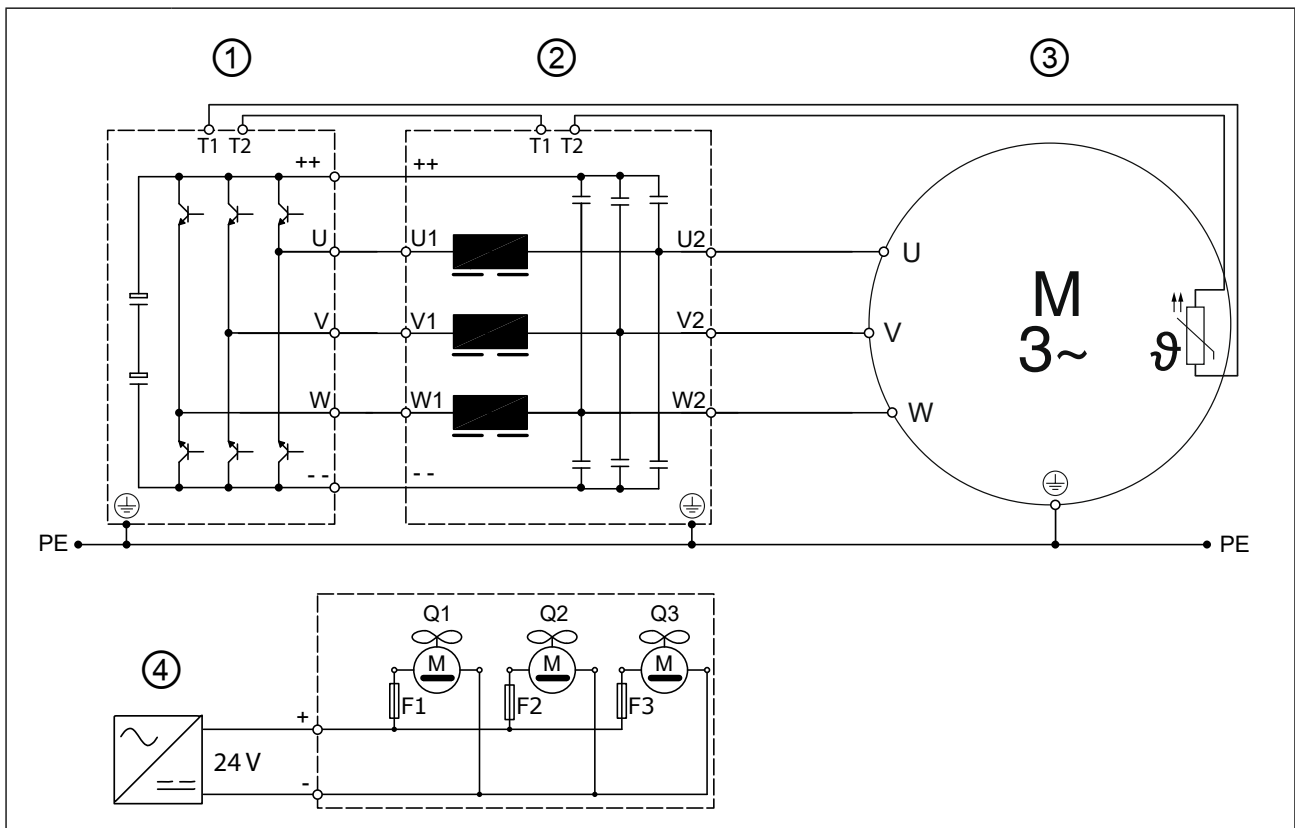 1 2 3
T1 T2 T1 T2
++ ++
U U1 U2 U
V V1 V2 V
M
3~
ϑ
W W1 W2 W
- - - -
PE PE
Q1 Q2 Q3
4
M M M
F1 F2 F3
+
24 V
-